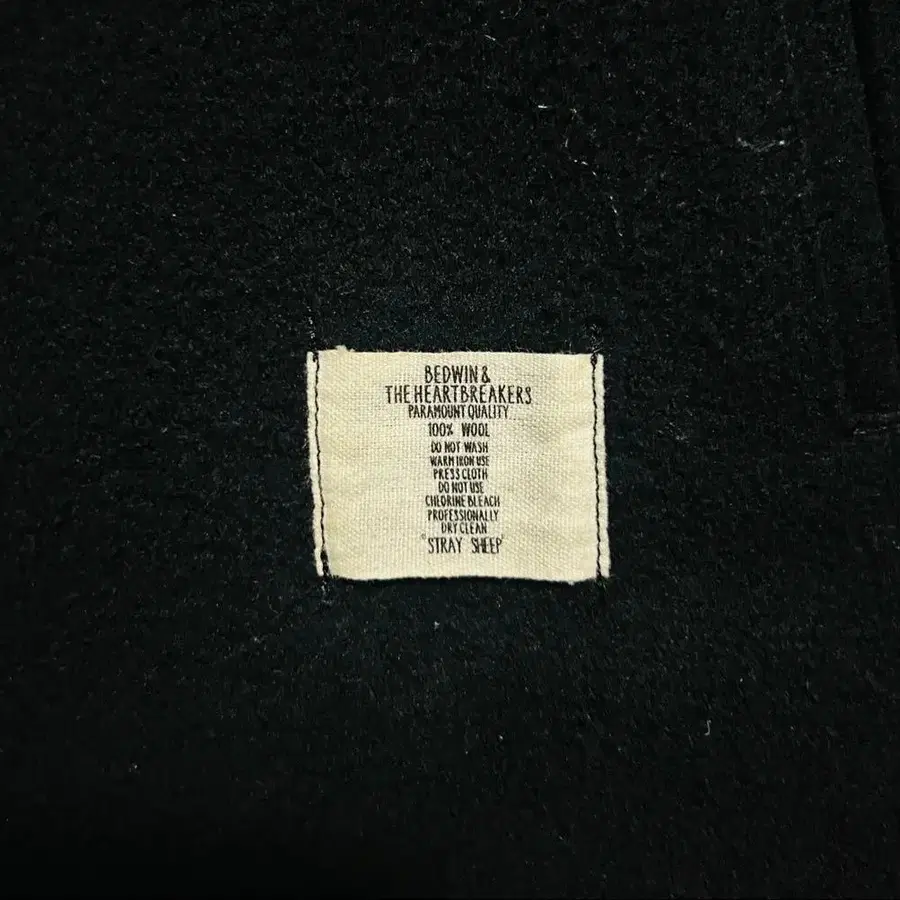 BEDWIN &
THE HEARTBREAKERS
PARAMOUNT QUALITY
100% WOOL
DO NOT WASH
WARM IRON USE
PRESS CLOTH
DO NOT USE
CHLORINE BLEACH
PROFESSIONALLY
DRY CLEAN
"STRAY SHEEP"